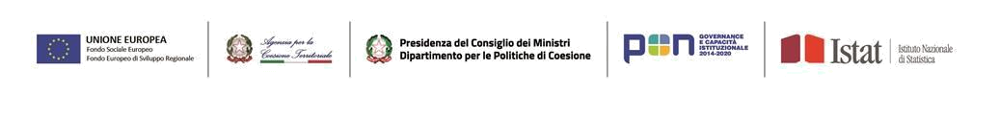 UNIONE EUROPEA
Fondo Sociale Europeo
Fondo Europeo di Sviluppo Regionale
Agenzia per la
Coesione Territoriale
Presidenza del Consiglio dei Ministri
Dipartimento per le Politiche di Coesione
pon
GOVERNANCE
E CAPACITÀ
ISTITUZIONALE
2014-2020
Istat
Istituto Nazionale
di Statistica